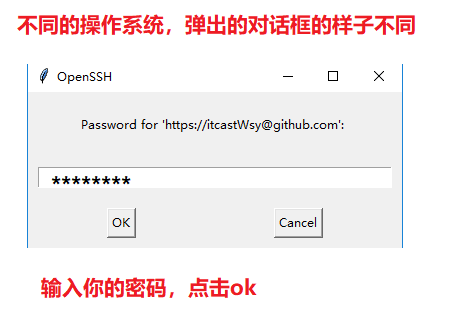 不同的操作系统，弹出的对话框的样子不同
OpenSSH
Password for 'https://itcastWsy@github.com':
********
OK Cancel
输入你的密码，点击ok